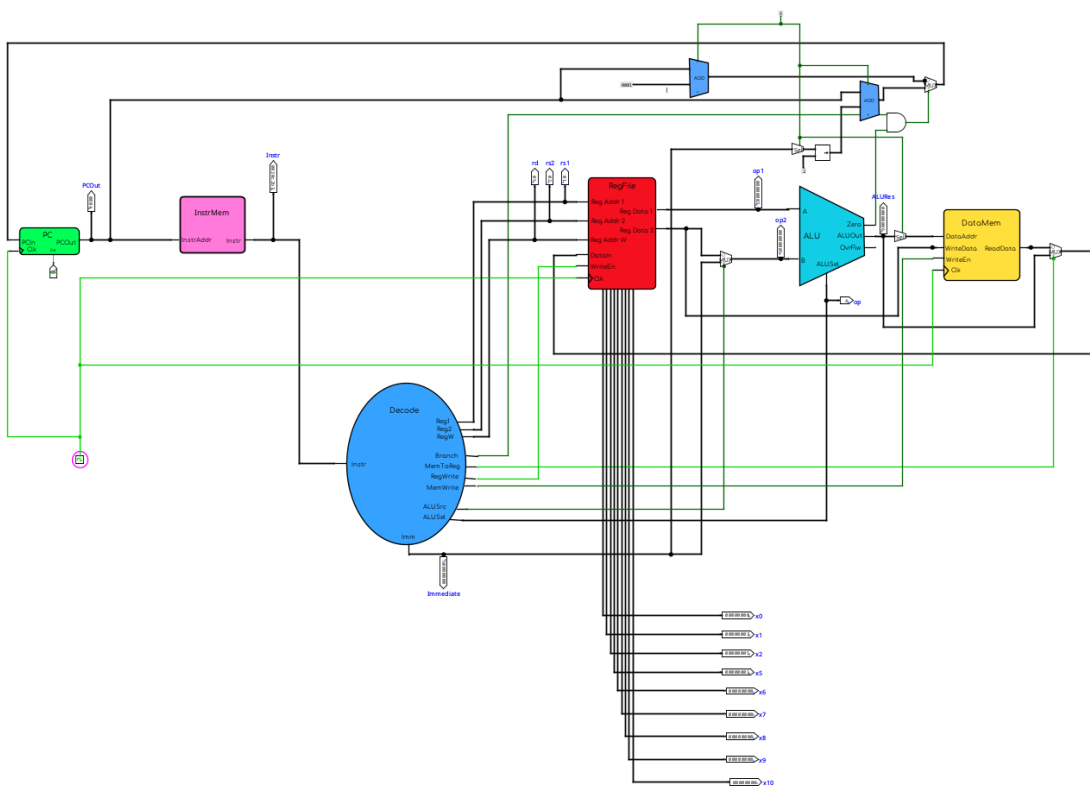 ADD
ADD
Instr
rd
rs2
rs1
op1
PCOut
RegFile
op2
ALURes
InstrMem
Reg Addr 1
Reg Data 1
A
DataMem
Reg Addr 2
Zero
PC
Reg Data 2
ALU
ALUOut
Sel
DataAddr
PCIn
PCOut
InstrAddr
Instr
Reg Addr W
OvrFlw
WriteData
ReadData
Clk
DataIn
B
WriteEn
WriteEn
ALUSel
Clk
Clk
op
Decode
Reg1
Reg2
RegW
Branch
Instr
MemToReg
RegWrite
MemWrite
ALUSrc
ALUSel
Imm
Immediate
x0
x1
x2
x5
x6
x7
x8
x9
x10